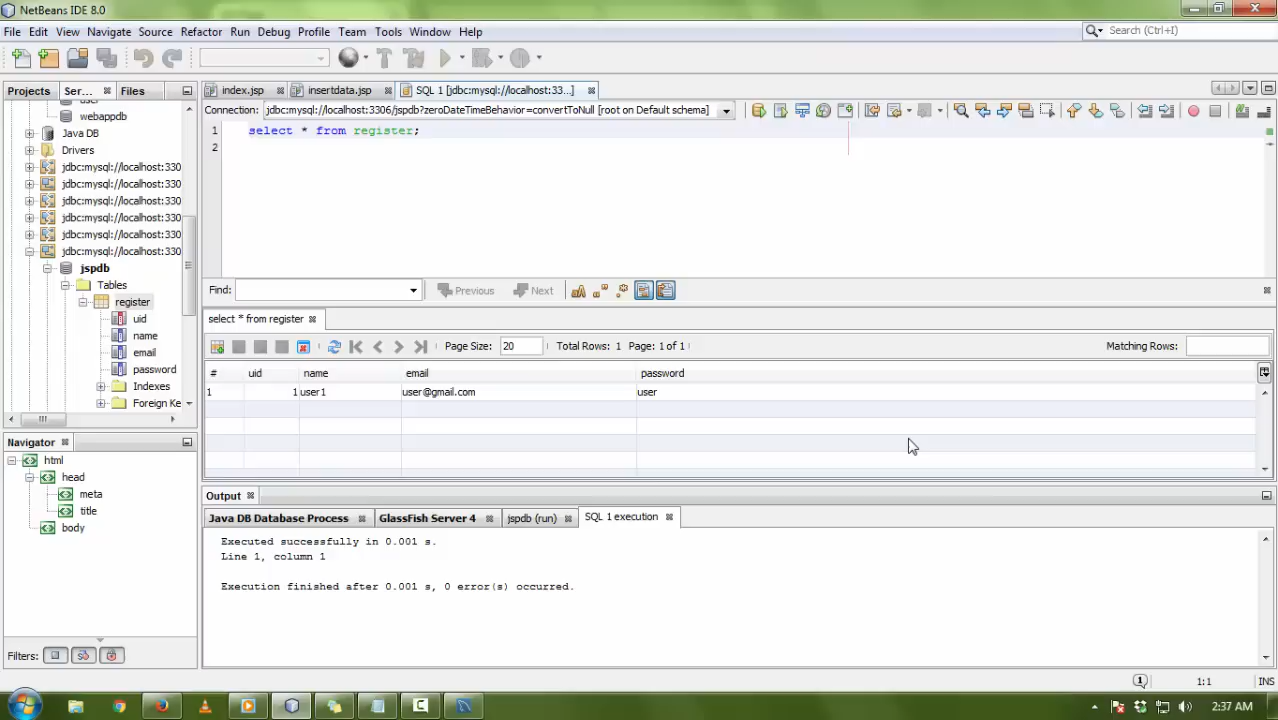 NetBeans IDE 8.0
File Edit View Navigate Source Refactor Run Debug Profile Team Tools Window Help
Search (Ctrl+I)
Projects Ser... Files
webappdb
Java DB
Drivers
jdbc:mysql://localhost:330
jdbc:mysql://localhost:330
jdbc:mysql://localhost:330
jdbc:mysql://localhost:330
jdbc:mysql://localhost:330
jdbc:mysql://localhost:330
jspdb
Tables
register
uid
name
email
password
Indexes
Foreign Ke
Navigator
html
head
meta
title
body
Filters:
index.jsp insertdata.jsp SQL 1 [jdbc:mysql://localhost:33...]
Connection: jdbc:mysql://localhost:3306/jspdb?zeroDateTimeBehavior=convertToNull [root on Default schema]
1 select * from register;
2
Find: Previous Next
select * from register
Page Size: 20 Total Rows: 1 Page: 1 of 1 Matching Rows:
# uid name email password
1 1 user1 user@gmail.com user
Output
Java DB Database Process GlassFish Server 4 jspdb (run) SQL 1 execution
Executed successfully in 0.001 s.
Line 1, column 1
Execution finished after 0.001 s, 0 error(s) occurred.
1:1 INS
2:37 AM